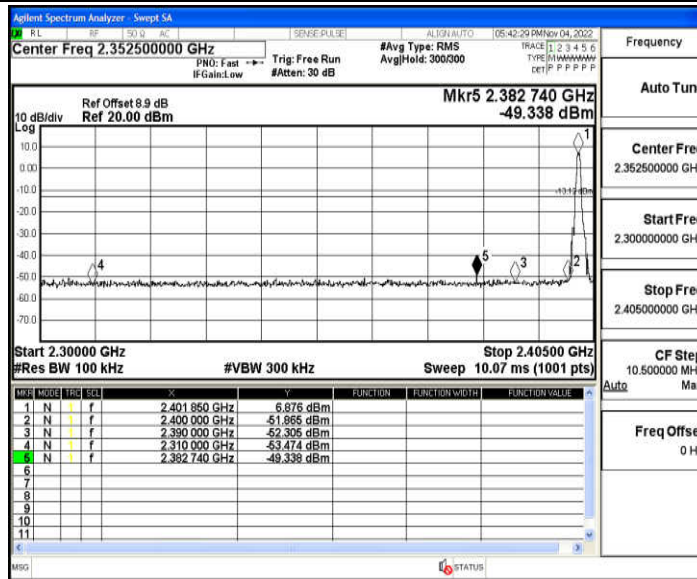 Agilent Spectrum Analyzer - Swept SA
RL RF 50 Ω AC SENSE:PULSE ALIGN AUTO 05:42:29 PM Nov 04, 2022
Center Freq 2.352500000 GHz
PNO: Fast
IFGain:Low
Trig: Free Run
#Atten: 30 dB
#Avg Type: RMS
Avg|Hold: 300/300
TRACE 1 2 3 4 5 6
TYPE M W W W W W
DET P P P P P P
Mkr5 2.382 740 GHz
-49.338 dBm
Ref Offset 8.9 dB
10 dB/div Ref 20.00 dBm
Log
10.0
0.00
-10.0
-20.0
-30.0
-40.0
-50.0
-60.0
-70.0
1
2
3
4
5
Start 2.30000 GHz Stop 2.40500 GHz
#Res BW 100 kHz #VBW 300 kHz Sweep 10.07 ms (1001 pts)
MKR MODE TRC SCL X Y FUNCTION FUNCTION WIDTH FUNCTION VALUE
1 N 1 f 2.401 850 GHz 6.876 dBm
2 N 1 f 2.400 000 GHz -51.865 dBm
3 N 1 f 2.390 000 GHz -52.305 dBm
4 N 1 f 2.310 000 GHz -53.474 dBm
5 N 1 f 2.382 740 GHz -49.338 dBm
6
7
8
9
10
11
MSG STATUS
Frequency
Auto Tun
Center Fre
2.352500000 GH
Start Fre
2.300000000 GH
Stop Fre
2.405000000 GH
CF Step
10.500000 MH
Auto Ma
Freq Offse
0 H